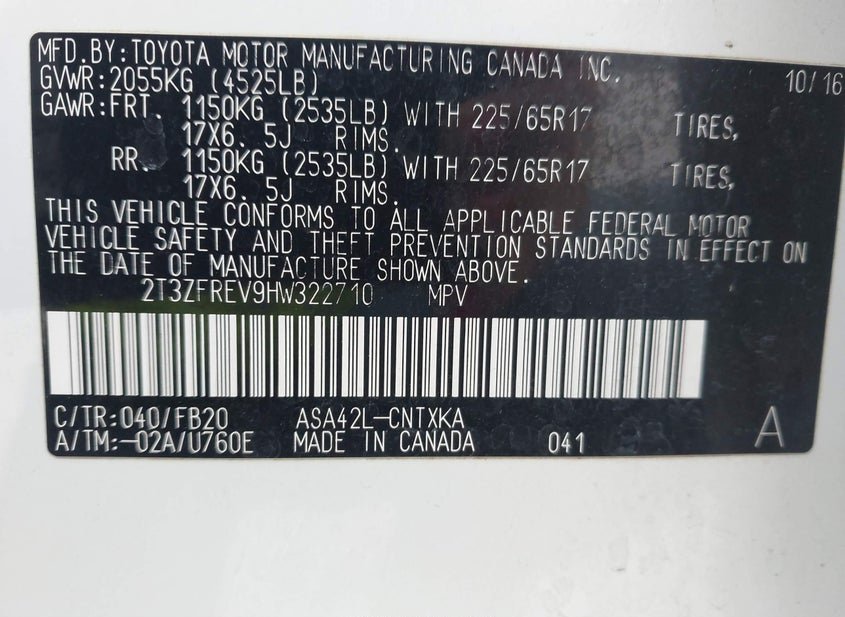 MFD.BY:TOYOTA MOTOR MANUFACTURING CANADA INC. 10/16
GVWR:2055KG (4525LB)
GAWR:FRT. 1150KG (2535LB) WITH 225/65R17 TIRES,
17X6. 5J RIMS.
RR. 1150KG (2535LB) WITH 225/65R17 TIRES,
17X6. 5J RIMS.
THIS VEHICLE CONFORMS TO ALL APPLICABLE FEDERAL MOTOR
VEHICLE SAFETY AND THEFT PREVENTION STANDARDS IN EFFECT ON
THE DATE OF MANUFACTURE SHOWN ABOVE.
2T3ZFREV9HW322710 MPV
C/TR:040/FB20 ASA42L-CNTXKA
A/TM:-02A/U760E MADE IN CANADA 041 A